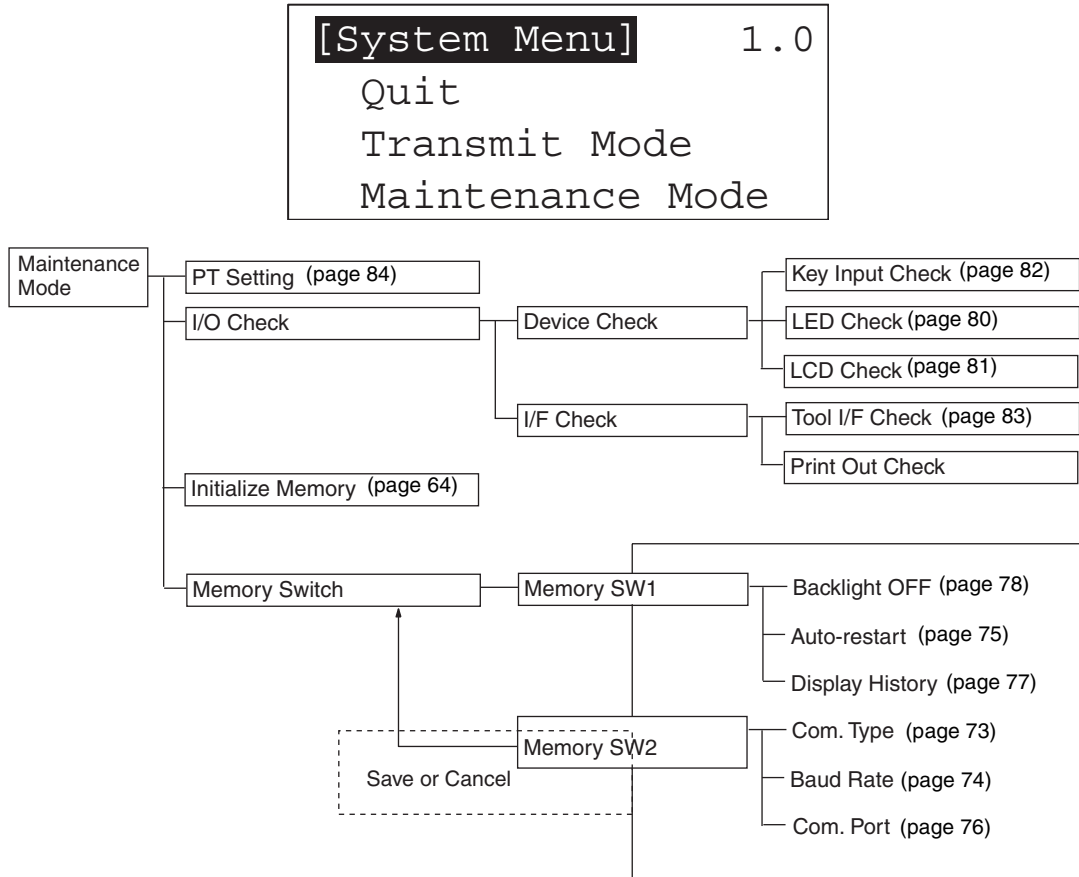 [System Menu] 1.0
Quit
Transmit Mode
Maintenance Mode
Maintenance
Mode
PT Setting (page 84)
I/O Check
Device Check
Key Input Check (page 82)
LED Check (page 80)
LCD Check (page 81)
I/F Check
Tool I/F Check (page 83)
Print Out Check
Initialize Memory (page 64)
Memory Switch
Memory SW1
Backlight OFF (page 78)
Auto-restart (page 75)
Display History (page 77)
Memory SW2
Save or Cancel
Com. Type (page 73)
Baud Rate (page 74)
Com. Port (page 76)